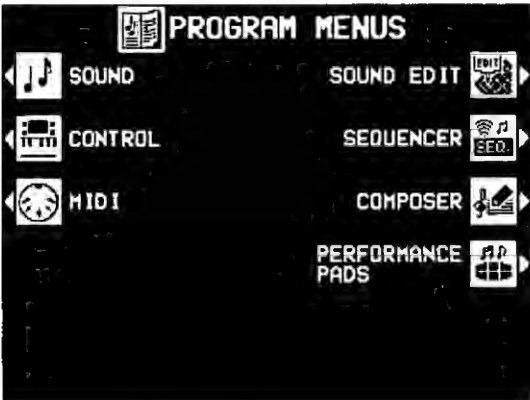 PROGRAM MENUS
SOUND
SOUND EDIT
EDIT
CONTROL
SEQUENCER
SEQ.
MIDI
COMPOSER
PERFORMANCE
PADS